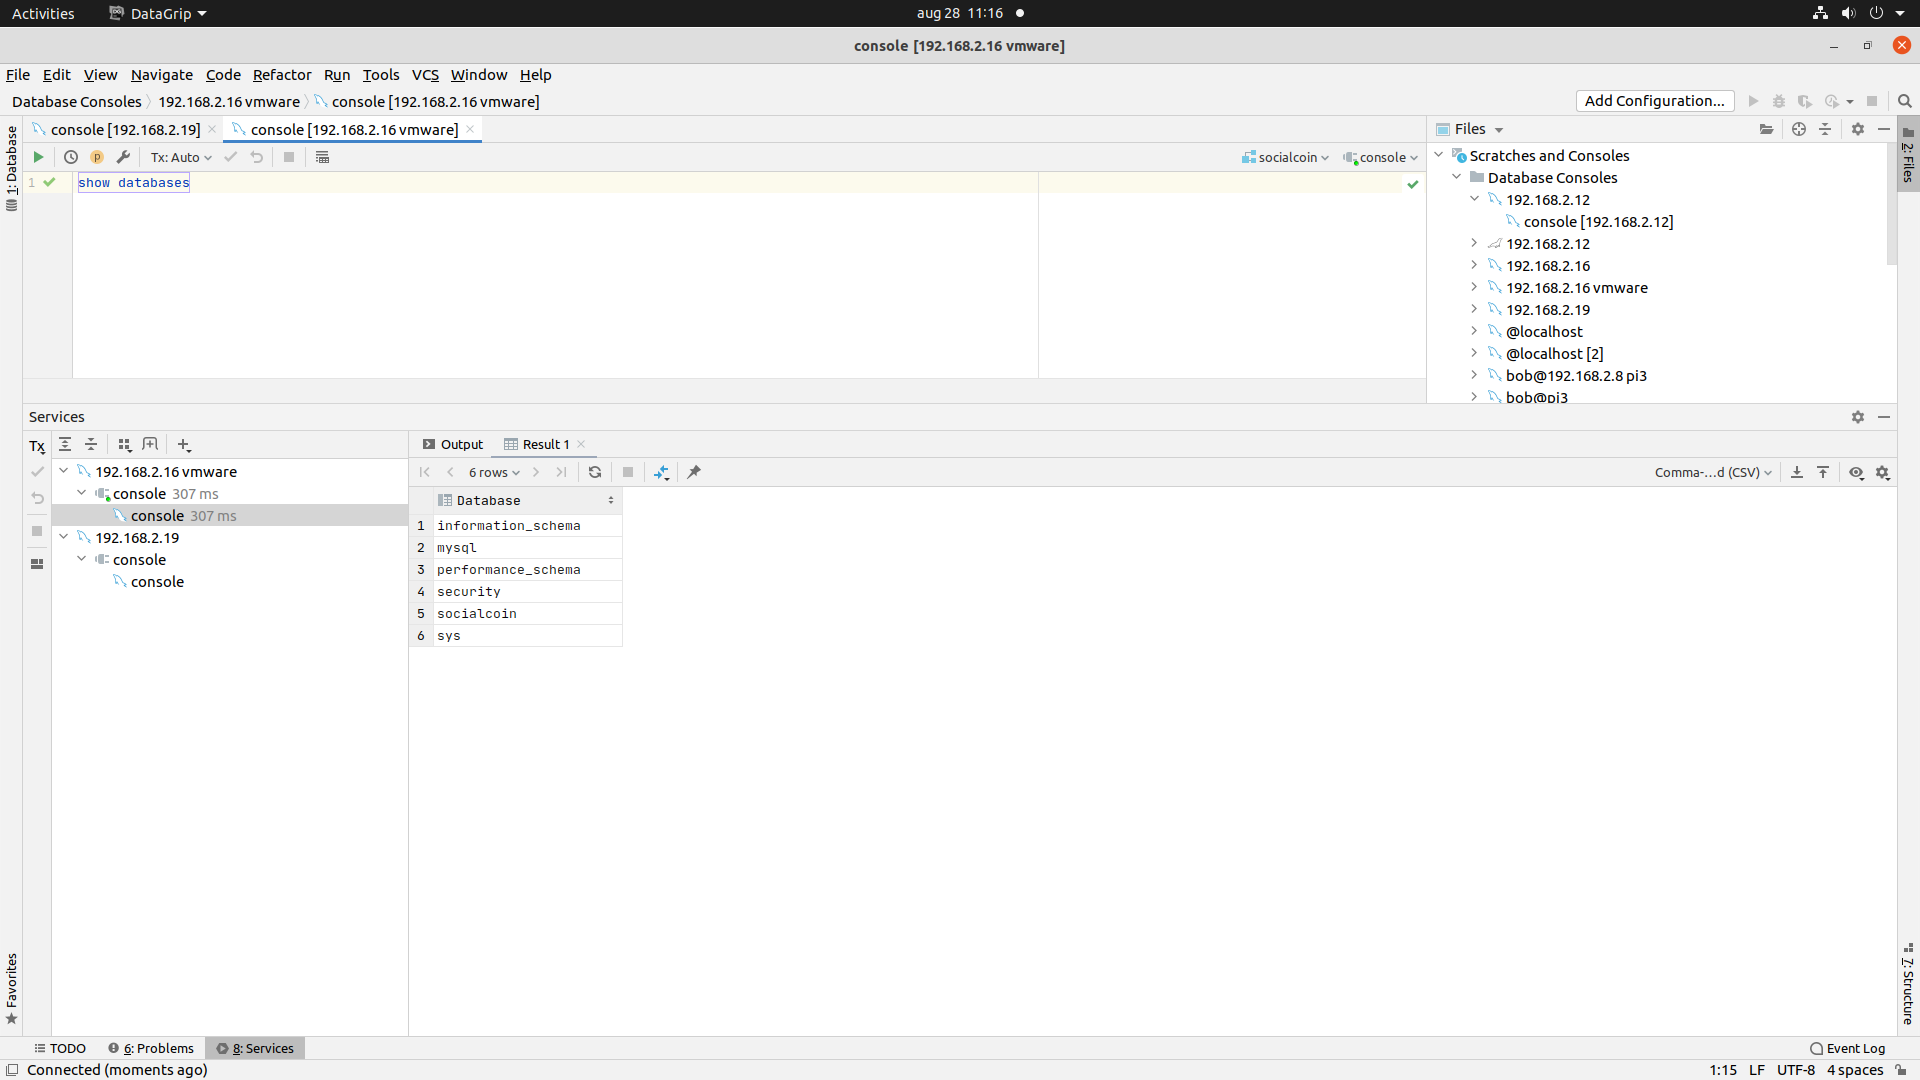 Activities DataGrip aug 28 11:16
console [192.168.2.16 vmware]
File Edit View Navigate Code Refactor Run Tools VCS Window Help
Database Consoles 192.168.2.16 vmware console [192.168.2.16 vmware] Add Configuration...
1: Database
console [192.168.2.19] console [192.168.2.16 vmware]
Tx: Auto socialcoin console
1 show databases
Files
Scratches and Consoles
Database Consoles
192.168.2.12
console [192.168.2.12]
192.168.2.12
192.168.2.16
192.168.2.16 vmware
192.168.2.19
@localhost
@localhost [2]
bob@192.168.2.8 pi3
bob@pi3
2: Files
Services
Tx
192.168.2.16 vmware
console 307 ms
console 307 ms
192.168.2.19
console
console
Output Result 1
6 rows Comma-...d (CSV)
Database
1 information_schema
2 mysql
3 performance_schema
4 security
5 socialcoin
6 sys
Favorites
7: Structure
TODO 6: Problems 8: Services Event Log
Connected (moments ago) 1:15 LF UTF-8 4 spaces